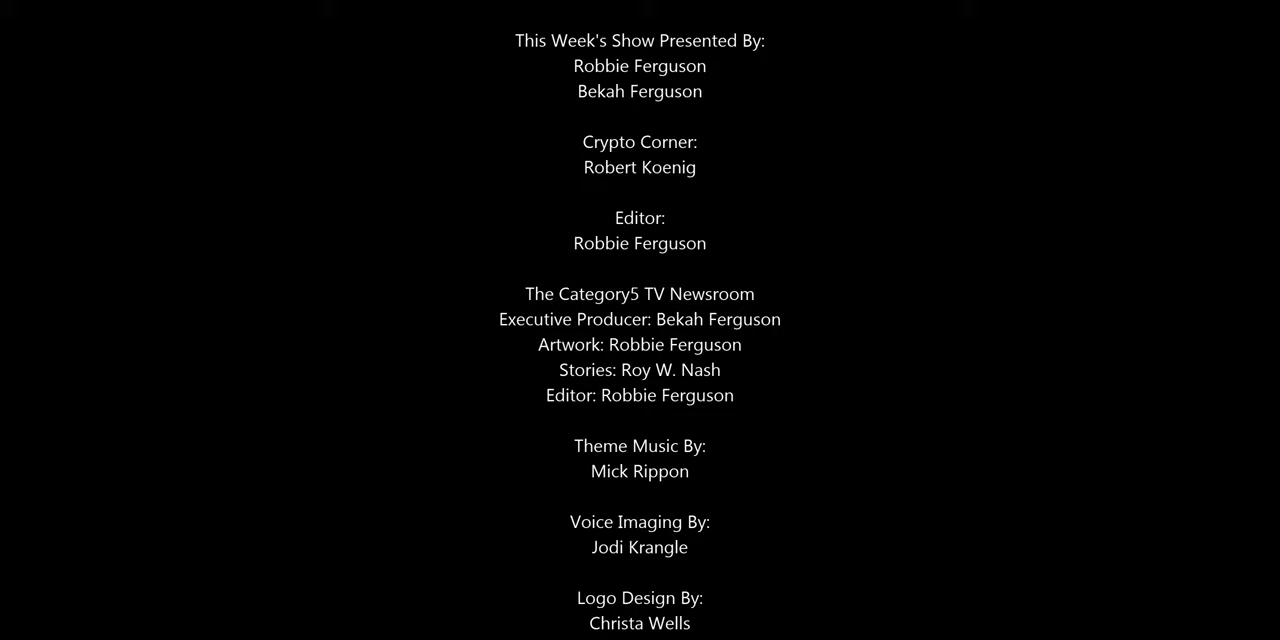 This Week's Show Presented By:
Robbie Ferguson
Bekah Ferguson
Crypto Corner:
Robert Koenig
Editor:
Robbie Ferguson
The Category5 TV Newsroom
Executive Producer: Bekah Ferguson
Artwork: Robbie Ferguson
Stories: Roy W. Nash
Editor: Robbie Ferguson
Theme Music By:
Mick Rippon
Voice Imaging By:
Jodi Krangle
Logo Design By:
Christa Wells